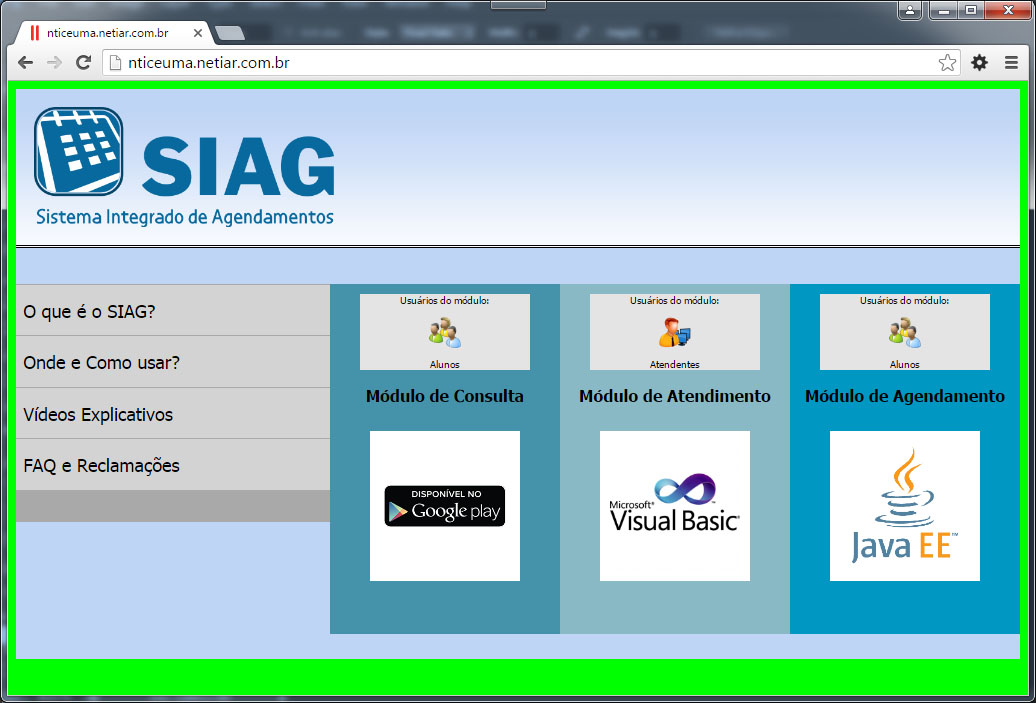 nticeuma.netiar.com.br
nticeuma.netiar.com.br
SIAG
Sistema Integrado de Agendamentos
O que é o SIAG?
Onde e Como usar?
Vídeos Explicativos
FAQ e Reclamações
Usuários do módulo:
Alunos
Módulo de Consulta
DISPONÍVEL NO
Google play
Usuários do módulo:
Atendentes
Módulo de Atendimento
Microsoft®
Visual Basic®
Usuários do módulo:
Alunos
Módulo de Agendamento
Java EE™